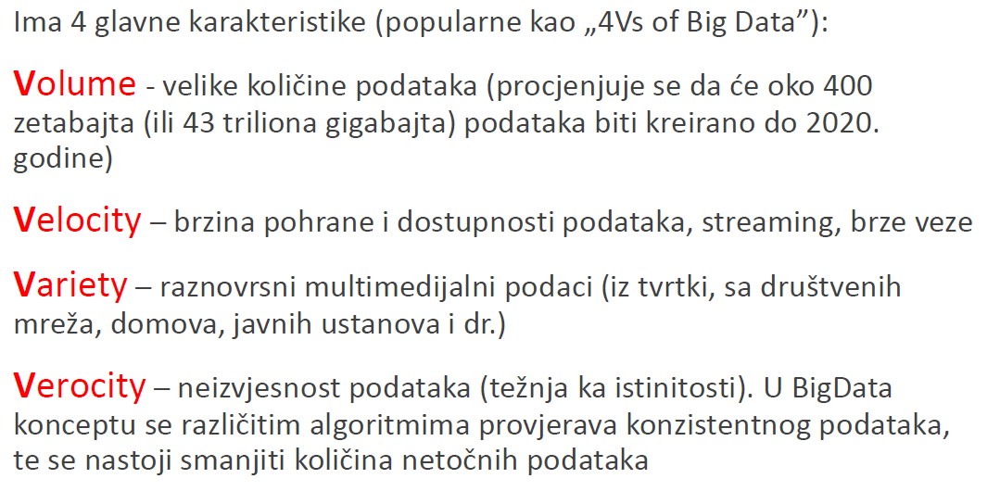 Ima 4 glavne karakteristike (popularne kao „4Vs of Big Data”):
Volume - velike količine podataka (procjenjuje se da će oko 400
zetabajta (ili 43 triliona gigabajta) podataka biti kreirano do 2020.
godine)
Velocity – brzina pohrane i dostupnosti podataka, streaming, brze veze
Variety – raznovrsni multimedijalni podaci (iz tvrtki, sa društvenih
mreža, domova, javnih ustanova i dr.)
Verocity – neizvjesnost podataka (težnja ka istinitosti). U BigData
konceptu se različitim algoritmima provjerava konzistentnog podataka,
te se nastoji smanjiti količina netočnih podataka